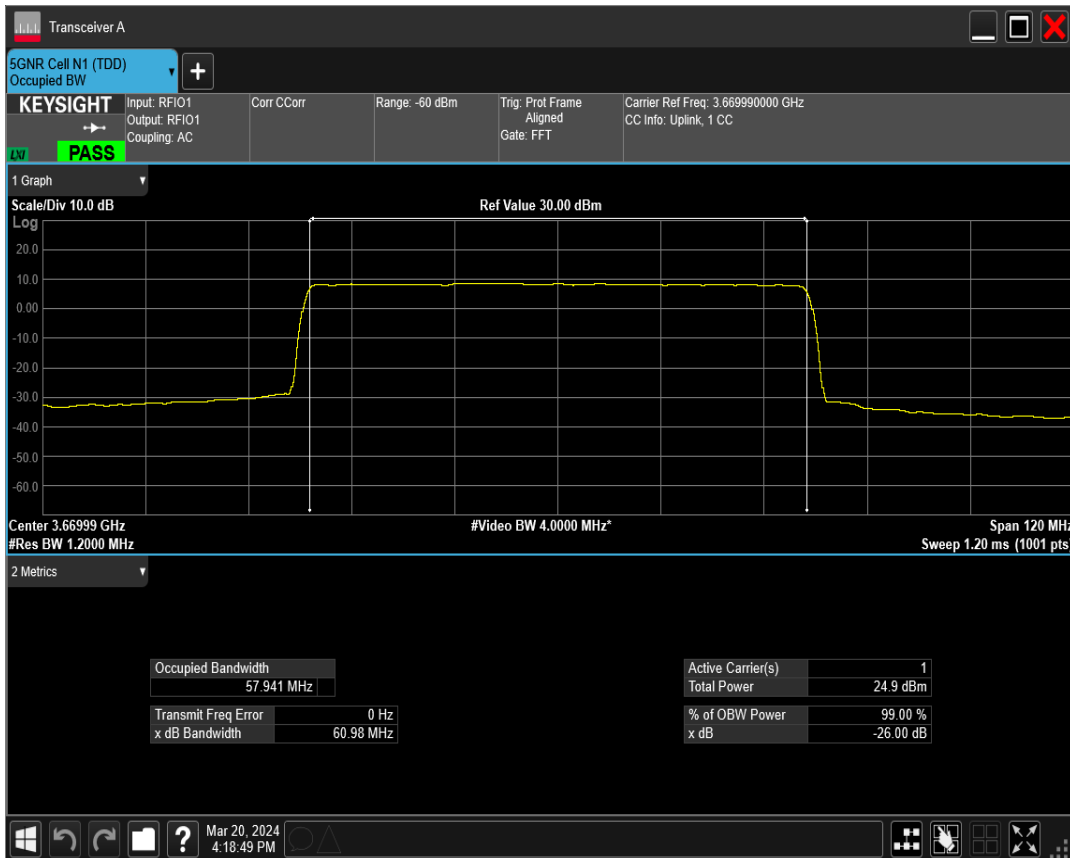 Transceiver A
5GNR Cell N1 (TDD)
Occupied BW
KEYSIGHT
LXI
PASS
Input: RFIO1
Output: RFIO1
Coupling: AC
Corr CCorr
Range: -60 dBm
Trig: Prot Frame
Aligned
Gate: FFT
Carrier Ref Freq: 3.669990000 GHz
CC Info: Uplink, 1 CC
1 Graph
Scale/Div 10.0 dB
Ref Value 30.00 dBm
Log
20.0
10.0
0.00
-10.0
-20.0
-30.0
-40.0
-50.0
-60.0
Center 3.66999 GHz
#Video BW 4.0000 MHz*
Span 120 MHz
#Res BW 1.2000 MHz
Sweep 1.20 ms (1001 pts)
2 Metrics
Occupied Bandwidth
57.941 MHz
Transmit Freq Error 0 Hz
x dB Bandwidth 60.98 MHz
Active Carrier(s) 1
Total Power 24.9 dBm
% of OBW Power 99.00 %
x dB -26.00 dB
?
Mar 20, 2024
4:18:49 PM